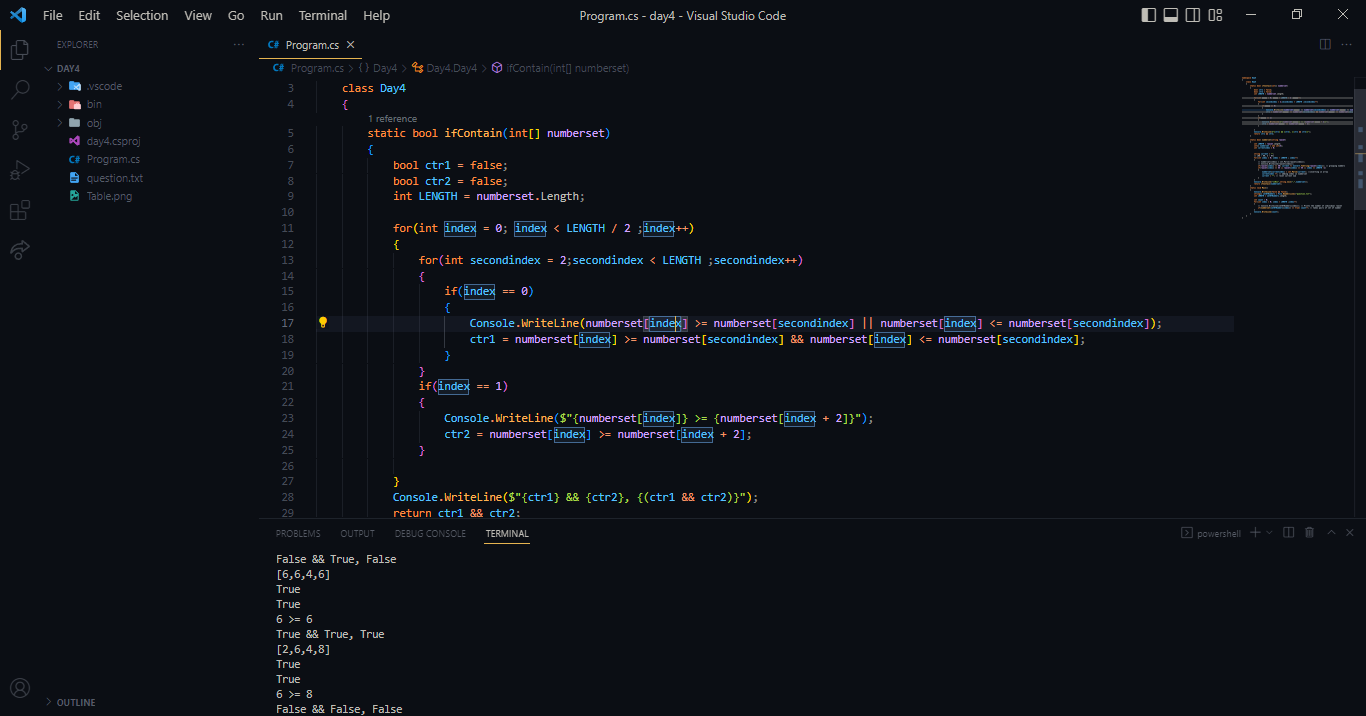 File Edit Selection View Go Run Terminal Help
Program.cs - day4 - Visual Studio Code
EXPLORER
DAY4
.vscode
bin
obj
day4.csproj
Program.cs
question.txt
Table.png
OUTLINE
C# Program.cs
C# Program.cs > {} Day4 > Day4.Day4 > ifContain(int[] numberset)
3 class Day4
4 {
1 reference
5 static bool ifContain(int[] numberset)
6 {
7 bool ctr1 = false;
8 bool ctr2 = false;
9 int LENGTH = numberset.Length;
10
11 for(int index = 0; index < LENGTH / 2 ;index++)
12 {
13 for(int secondindex = 2;secondindex < LENGTH ;secondindex++)
14 {
15 if(index == 0)
16 {
17 Console.WriteLine(numberset[index] >= numberset[secondindex] || numberset[index] <= numberset[secondindex]);
18 ctr1 = numberset[index] >= numberset[secondindex] && numberset[index] <= numberset[secondindex];
19 }
20 }
21 if(index == 1)
22 {
23 Console.WriteLine($"{numberset[index]} >= {numberset[index + 2]}");
24 ctr2 = numberset[index] >= numberset[index + 2];
25 }
26
27 }
28 Console.WriteLine($"{ctr1} && {ctr2}, {(ctr1 && ctr2)}");
29 return ctr1 && ctr2;
PROBLEMS OUTPUT DEBUG CONSOLE TERMINAL
powershell
False && True, False
[6,6,4,6]
True
True
6 >= 6
True && True, True
[2,6,4,8]
True
True
6 >= 8
False && False, False